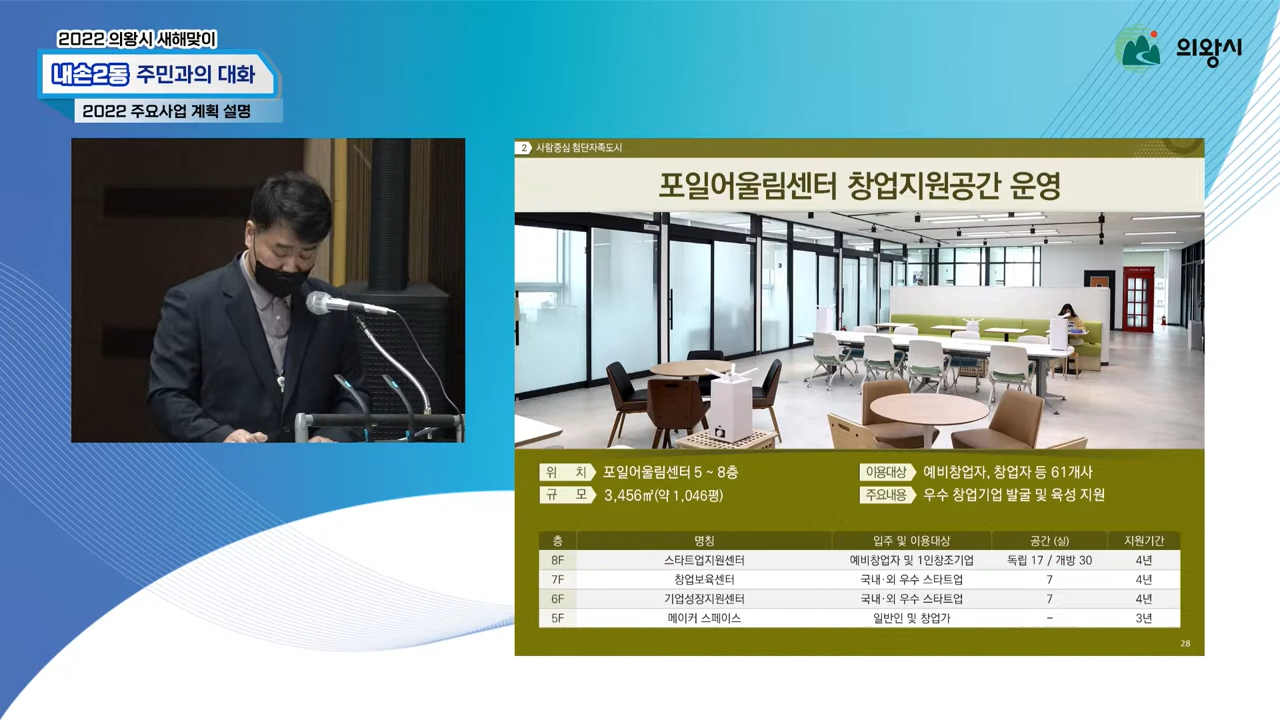 2022 의왕시 새해맞이
내손2동 주민과의 대화
2022 주요사업 계획 설명
의왕시
2 사람중심 첨단자족도시
포일어울림센터 창업지원공간 운영
위 치 포일어울림센터 5 ~ 8층
이용대상 예비창업자, 창업자 등 61개사
규 모 3,456㎡(약 1,046평)
주요내용 우수 창업기업 발굴 및 육성 지원
층 명칭 입주 및 이용대상 공간 (실) 지원기간
8F 스타트업지원센터 예비창업자 및 1인창조기업 독립 17 / 개방 30 4년
7F 창업보육센터 국내·외 우수 스타트업 7 4년
6F 기업성장지원센터 국내·외 우수 스타트업 7 4년
5F 메이커 스페이스 일반인 및 창업가 – 3년
28